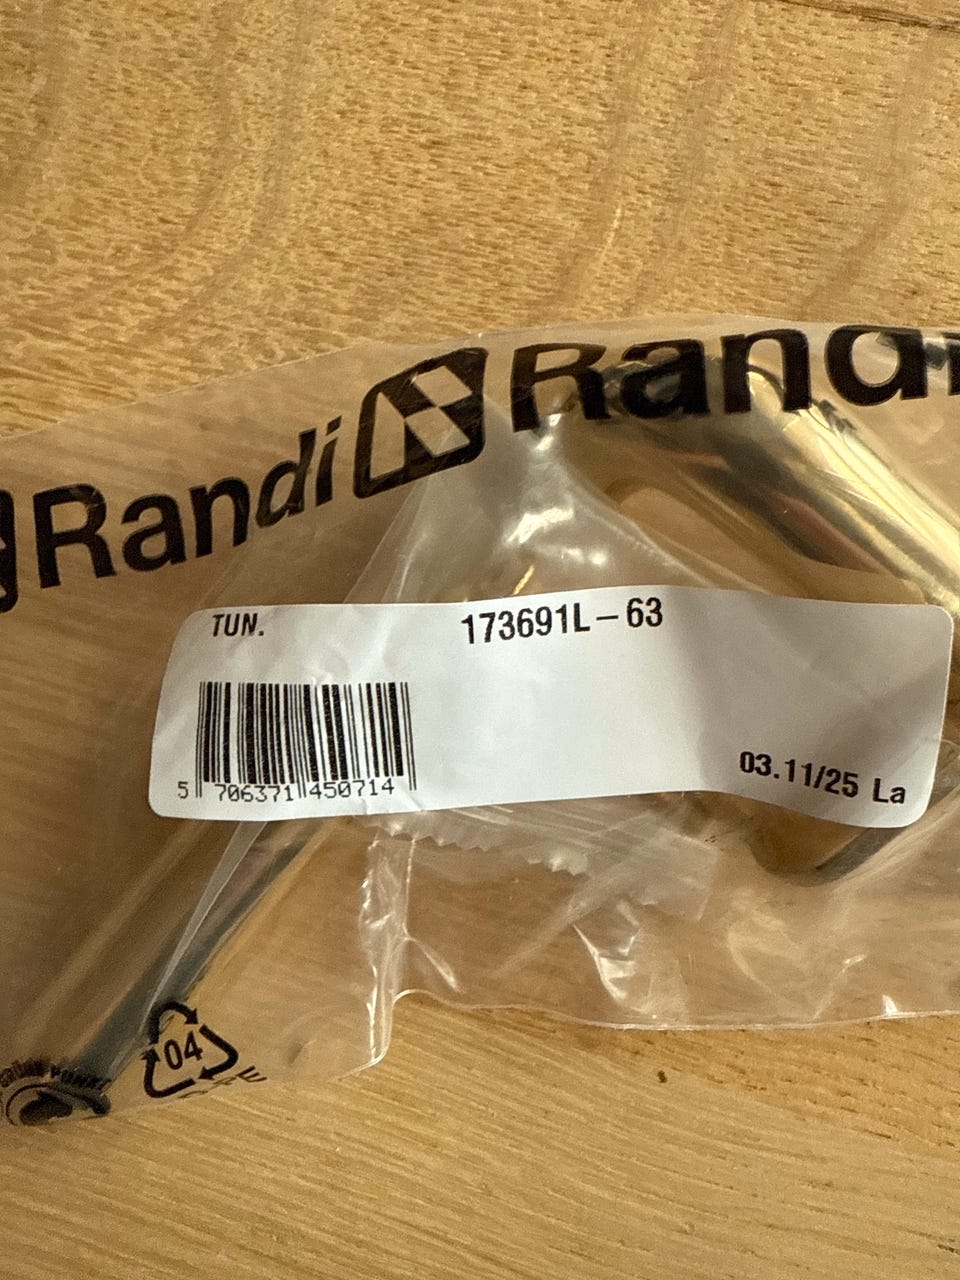 Randi Randi
TUN. 173691L-63
5 706371 450714
03.11/25 La
04